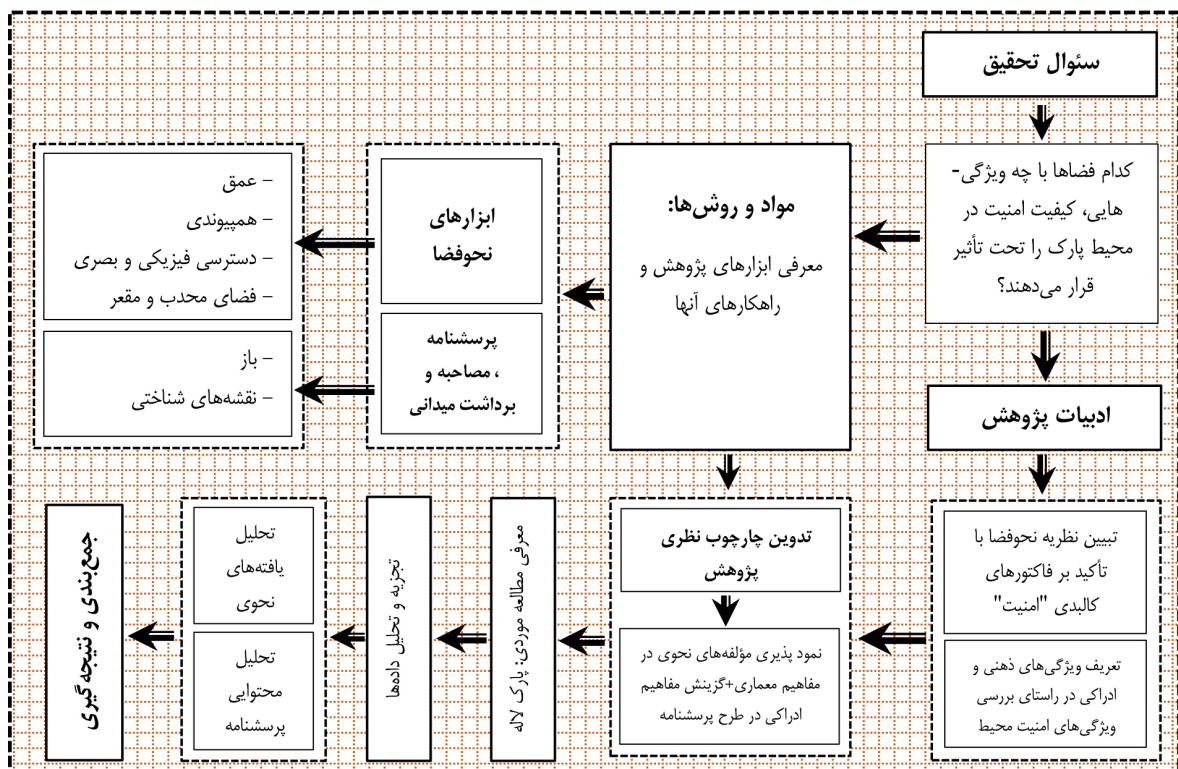 سئوال تحقیق
کدام فضاها با چه ویژگی-
هایی، کیفیت امنیت در
محیط پارک را تحت تأثیر
قرار می‌دهند؟
مواد و روش‌ها:
معرفی ابزارهای پژوهش و
راهکارهای آنها
ابزارهای
نحوفضا
پرسشنامه
، مصاحبه و
برداشت میدانی
- عمق
- همپیوندی
- دسترسی فیزیکی و بصری
- فضای محدب و مقعر
- باز
- نقشه‌های شناختی
ادبیات پژوهش
تبیین نظریه نحوفضا با
تأکید بر فاکتورهای
کالبدی "امنیت"
تعریف ویژگی‌های ذهنی و
ادراکی در راستای بررسی
ویژگی‌های امنیت محیط
تدوین چارچوب نظری
پژوهش
نمود پذیری مؤلفه‌های نحوی در
مفاهیم معماری+گزینش مفاهیم
ادراکی در طرح پرسشنامه
معرفی مطالعه موردی: پارک لاله
تجزیه و تحلیل داده‌ها
تحلیل
یافته‌های
نحوی
تحلیل
محتوایی
پرسشنامه
جمع‌بندی و نتیجه‌گیری